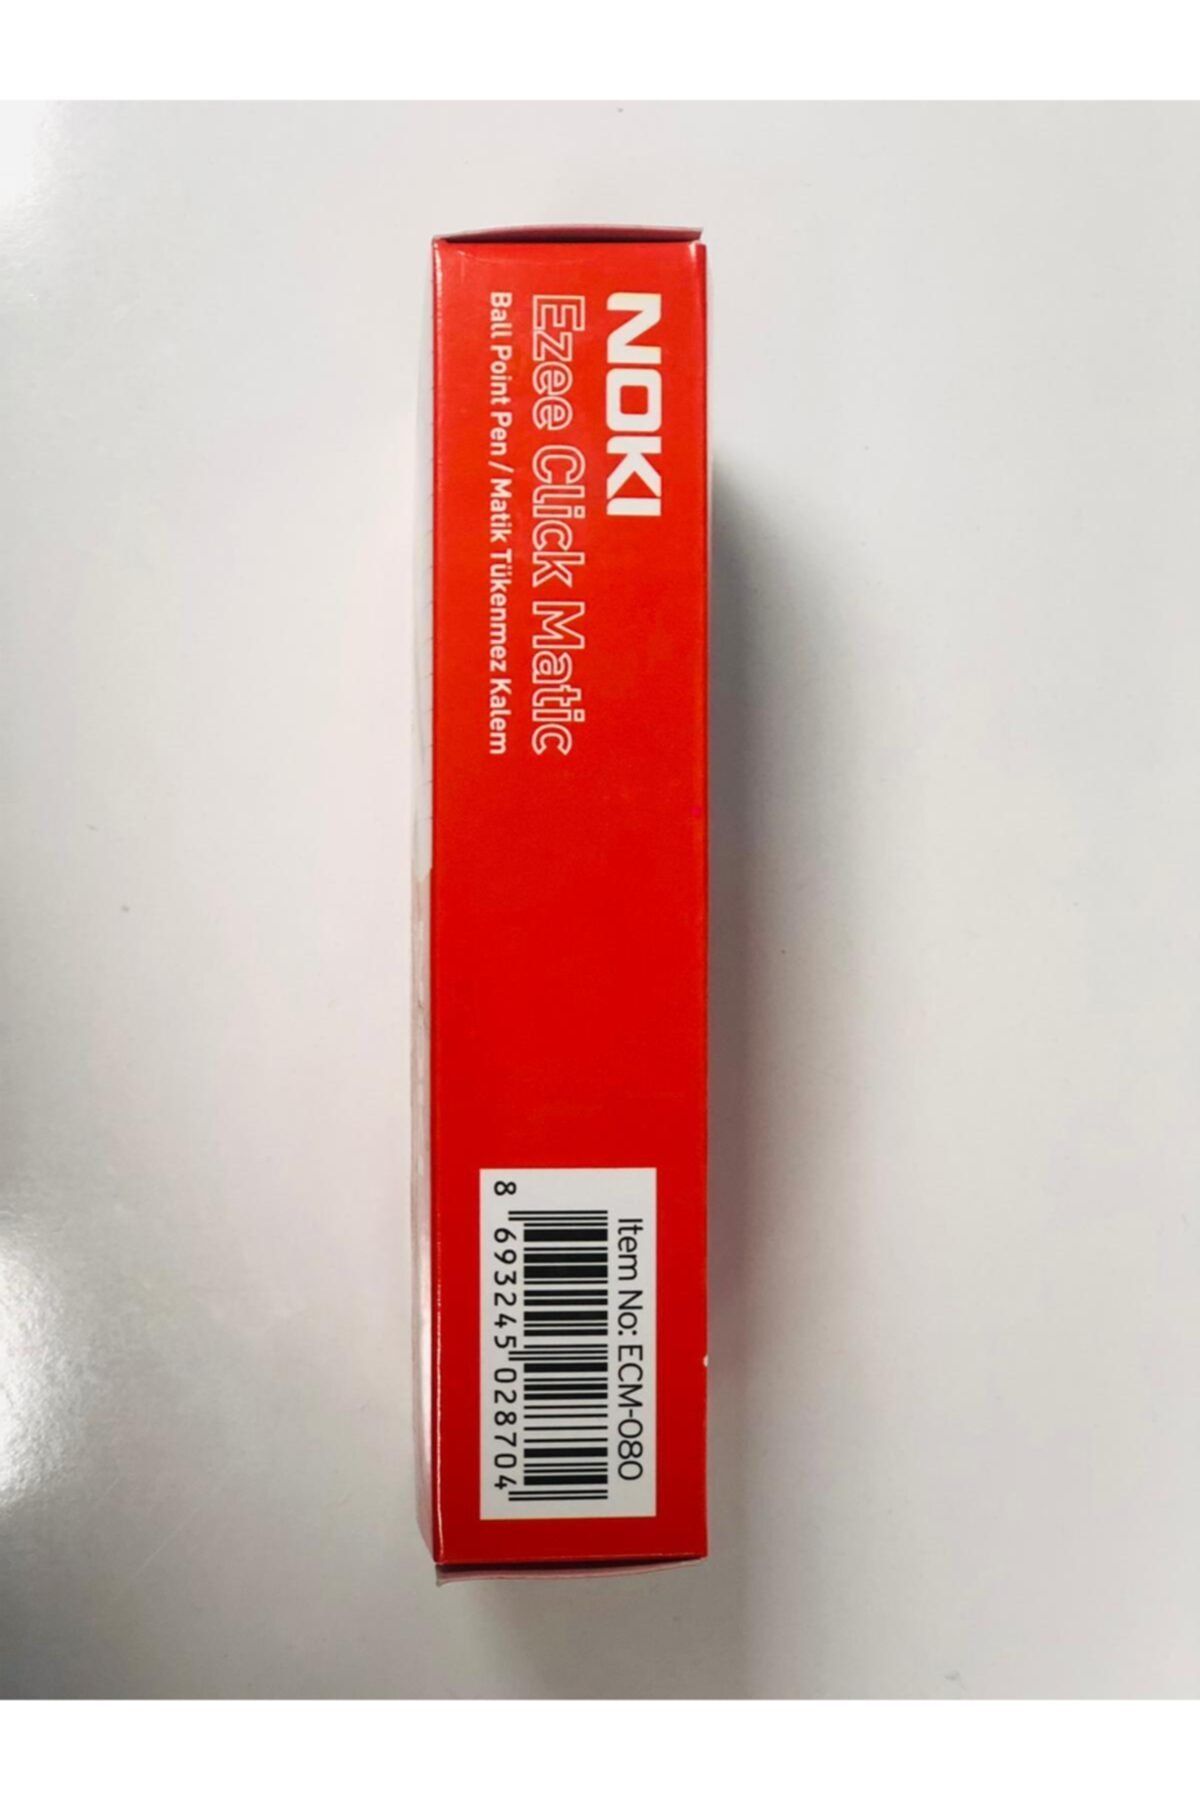 NOKI
Ezee Click Matic
Ball Point Pen / Matik Tükenmez Kalem
Item No: ECM-080
8 693245 028704